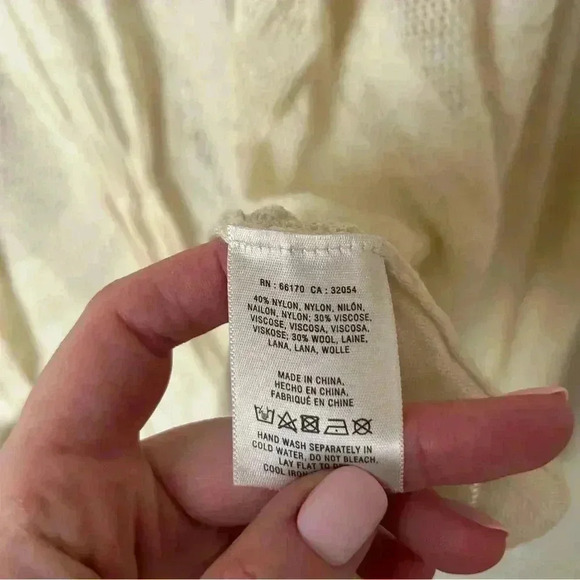 RN : 66170 CA : 32054
40% NYLON, NYLON, NILÓN,
NAILON, NYLON; 30% VISCOSE,
VISCOSE, VISCOSA, VISCOSA,
VISKOSE; 30% WOOL, LAINE,
LANA, LANA, WOLLE
MADE IN CHINA,
HECHO EN CHINA,
FABRIQUÉ EN CHINE
HAND WASH SEPARATELY IN
COLD WATER, DO NOT BLEACH,
LAY FLAT TO
COOL IRON